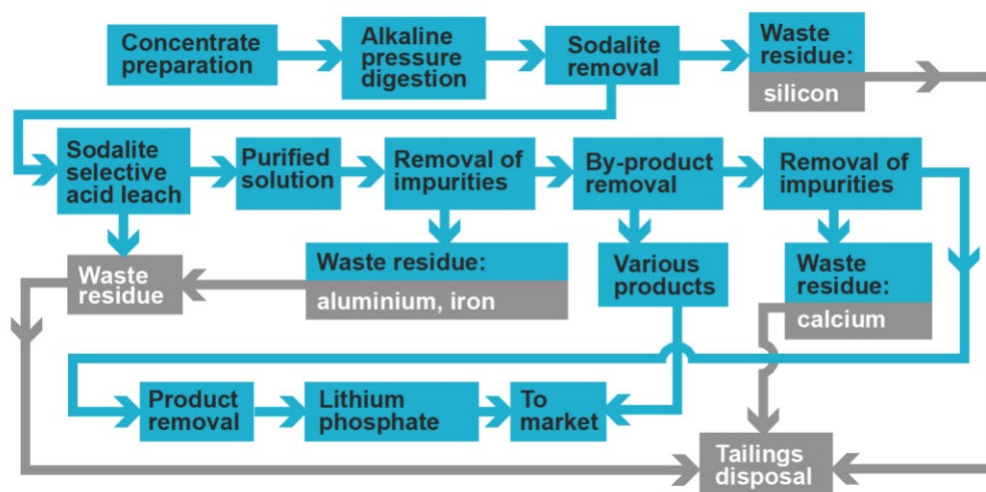 Concentrate
preparation
Alkaline
pressure
digestion
Sodalite
removal
Waste
residue:
silicon
Sodalite
selective
acid leach
Purified
solution
Removal of
impurities
By-product
removal
Removal of
impurities
Waste
residue
Waste residue:
aluminium, iron
Various
products
Waste
residue:
calcium
Product
removal
Lithium
phosphate
To
market
Tailings
disposal